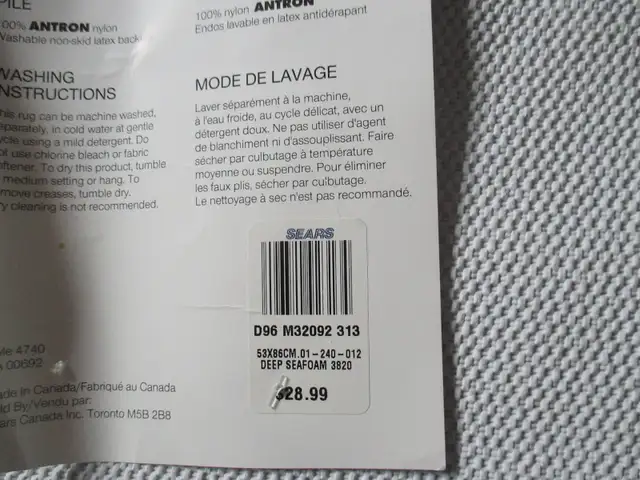 PILE
100% ANTRON nylon
Washable non-skid latex back
WASHING
INSTRUCTIONS
This rug can be machine washed,
separately, in cold water at gentle
cycle using a mild detergent. Do
not use chlorine bleach or fabric
softener. To dry this product, tumble
medium setting or hang. To
remove creases, tumble dry.
Dry cleaning is not recommended.
4740
00692
Made in Canada/Fabriqué au Canada
Sold By/Vendu par:
Sears Canada Inc. Toronto M5B 2B8
100% nylon ANTRON
Endos lavable en latex antidérapant
MODE DE LAVAGE
Laver séparément à la machine,
à l'eau froide, au cycle délicat, avec un
détergent doux. Ne pas utiliser d'agent
de blanchiment ni d'assouplissant. Faire
sécher par culbutage à température
moyenne ou suspendre. Pour éliminer
les faux plis, sécher par culbutage.
Le nettoyage à sec n'est pas recommandé.
SEARS
D96 M32092 313
53X86CM.01-240-012
DEEP SEAFOAM 3820
$28.99